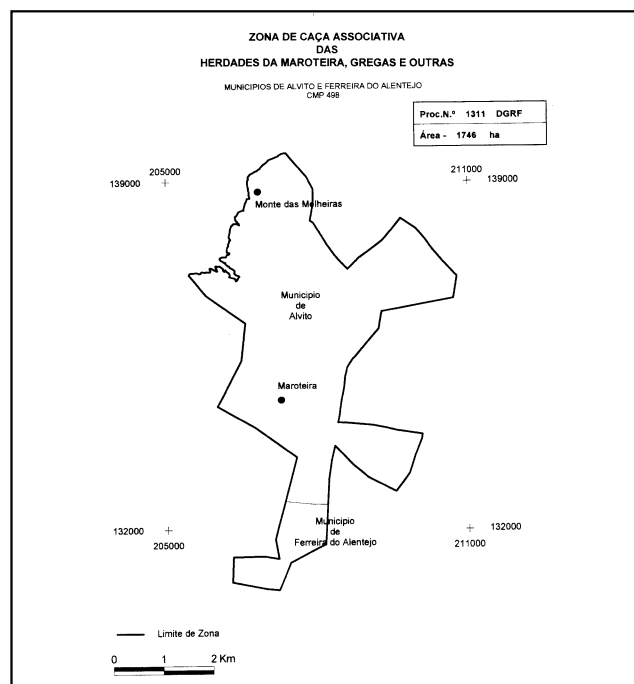 ZONA DE CAÇA ASSOCIATIVA
DAS
HERDADES DA MAROTEIRA, GREGAS E OUTRAS
MUNICIPIOS DE ALVITO E FERREIRA DO ALENTEJO
CMP 498
Proc.N.º 1311 DGRF
Área - 1746 ha
205000
139000
211000
139000
Monte das Melheiras
Municipio
de
Alvito
Maroteira
Municipio
de
Ferreira do Alentejo
132000
205000
132000
211000
Limite de Zona
0 1 2 Km